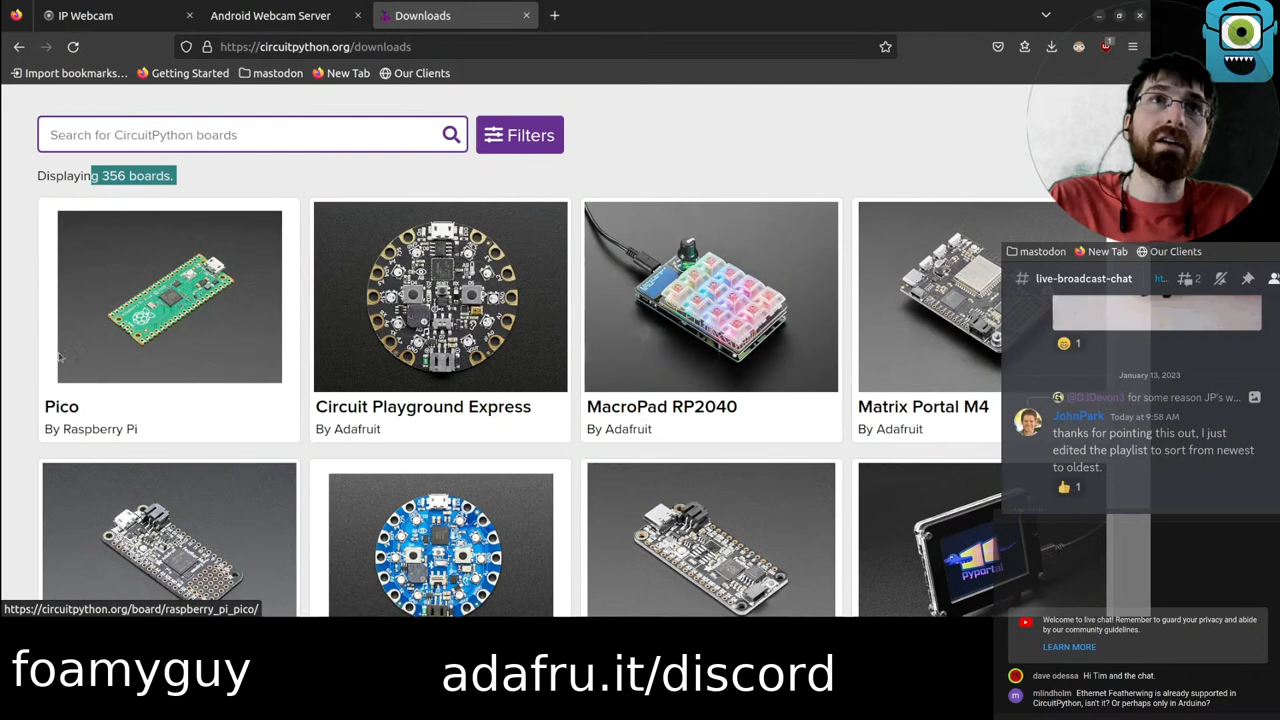 IP Webcam
Android Webcam Server
Downloads
https://circuitpython.org/downloads
1
Import bookmarks...
Getting Started
mastodon
New Tab
Our Clients
Search for CircuitPython boards
Filters
Displaying 356 boards.
Pico
By Raspberry Pi
Circuit Playground Express
By Adafruit
MacroPad RP2040
By Adafruit
Matrix Portal M4
By Adafruit
pyportal
https://circuitpython.org/board/raspberry_pi_pico/
mastodon
New Tab
Our Clients
# live-broadcast-chat
ht...
2
1
January 13, 2023
@DJDevon3 for some reason JP's w...
JohnPark Today at 9:58 AM
thanks for pointing this out, I just
edited the playlist to sort from newest
to oldest.
1
Welcome to live chat! Remember to guard your privacy and abide
by our community guidelines.
LEARN MORE
dave odessa Hi Tim and the chat.
m mlindholm Ethernet Featherwing is already supported in
CircuitPython, isn't it? Or perhaps only in Arduino?
foamyguy
adafru.it/discord